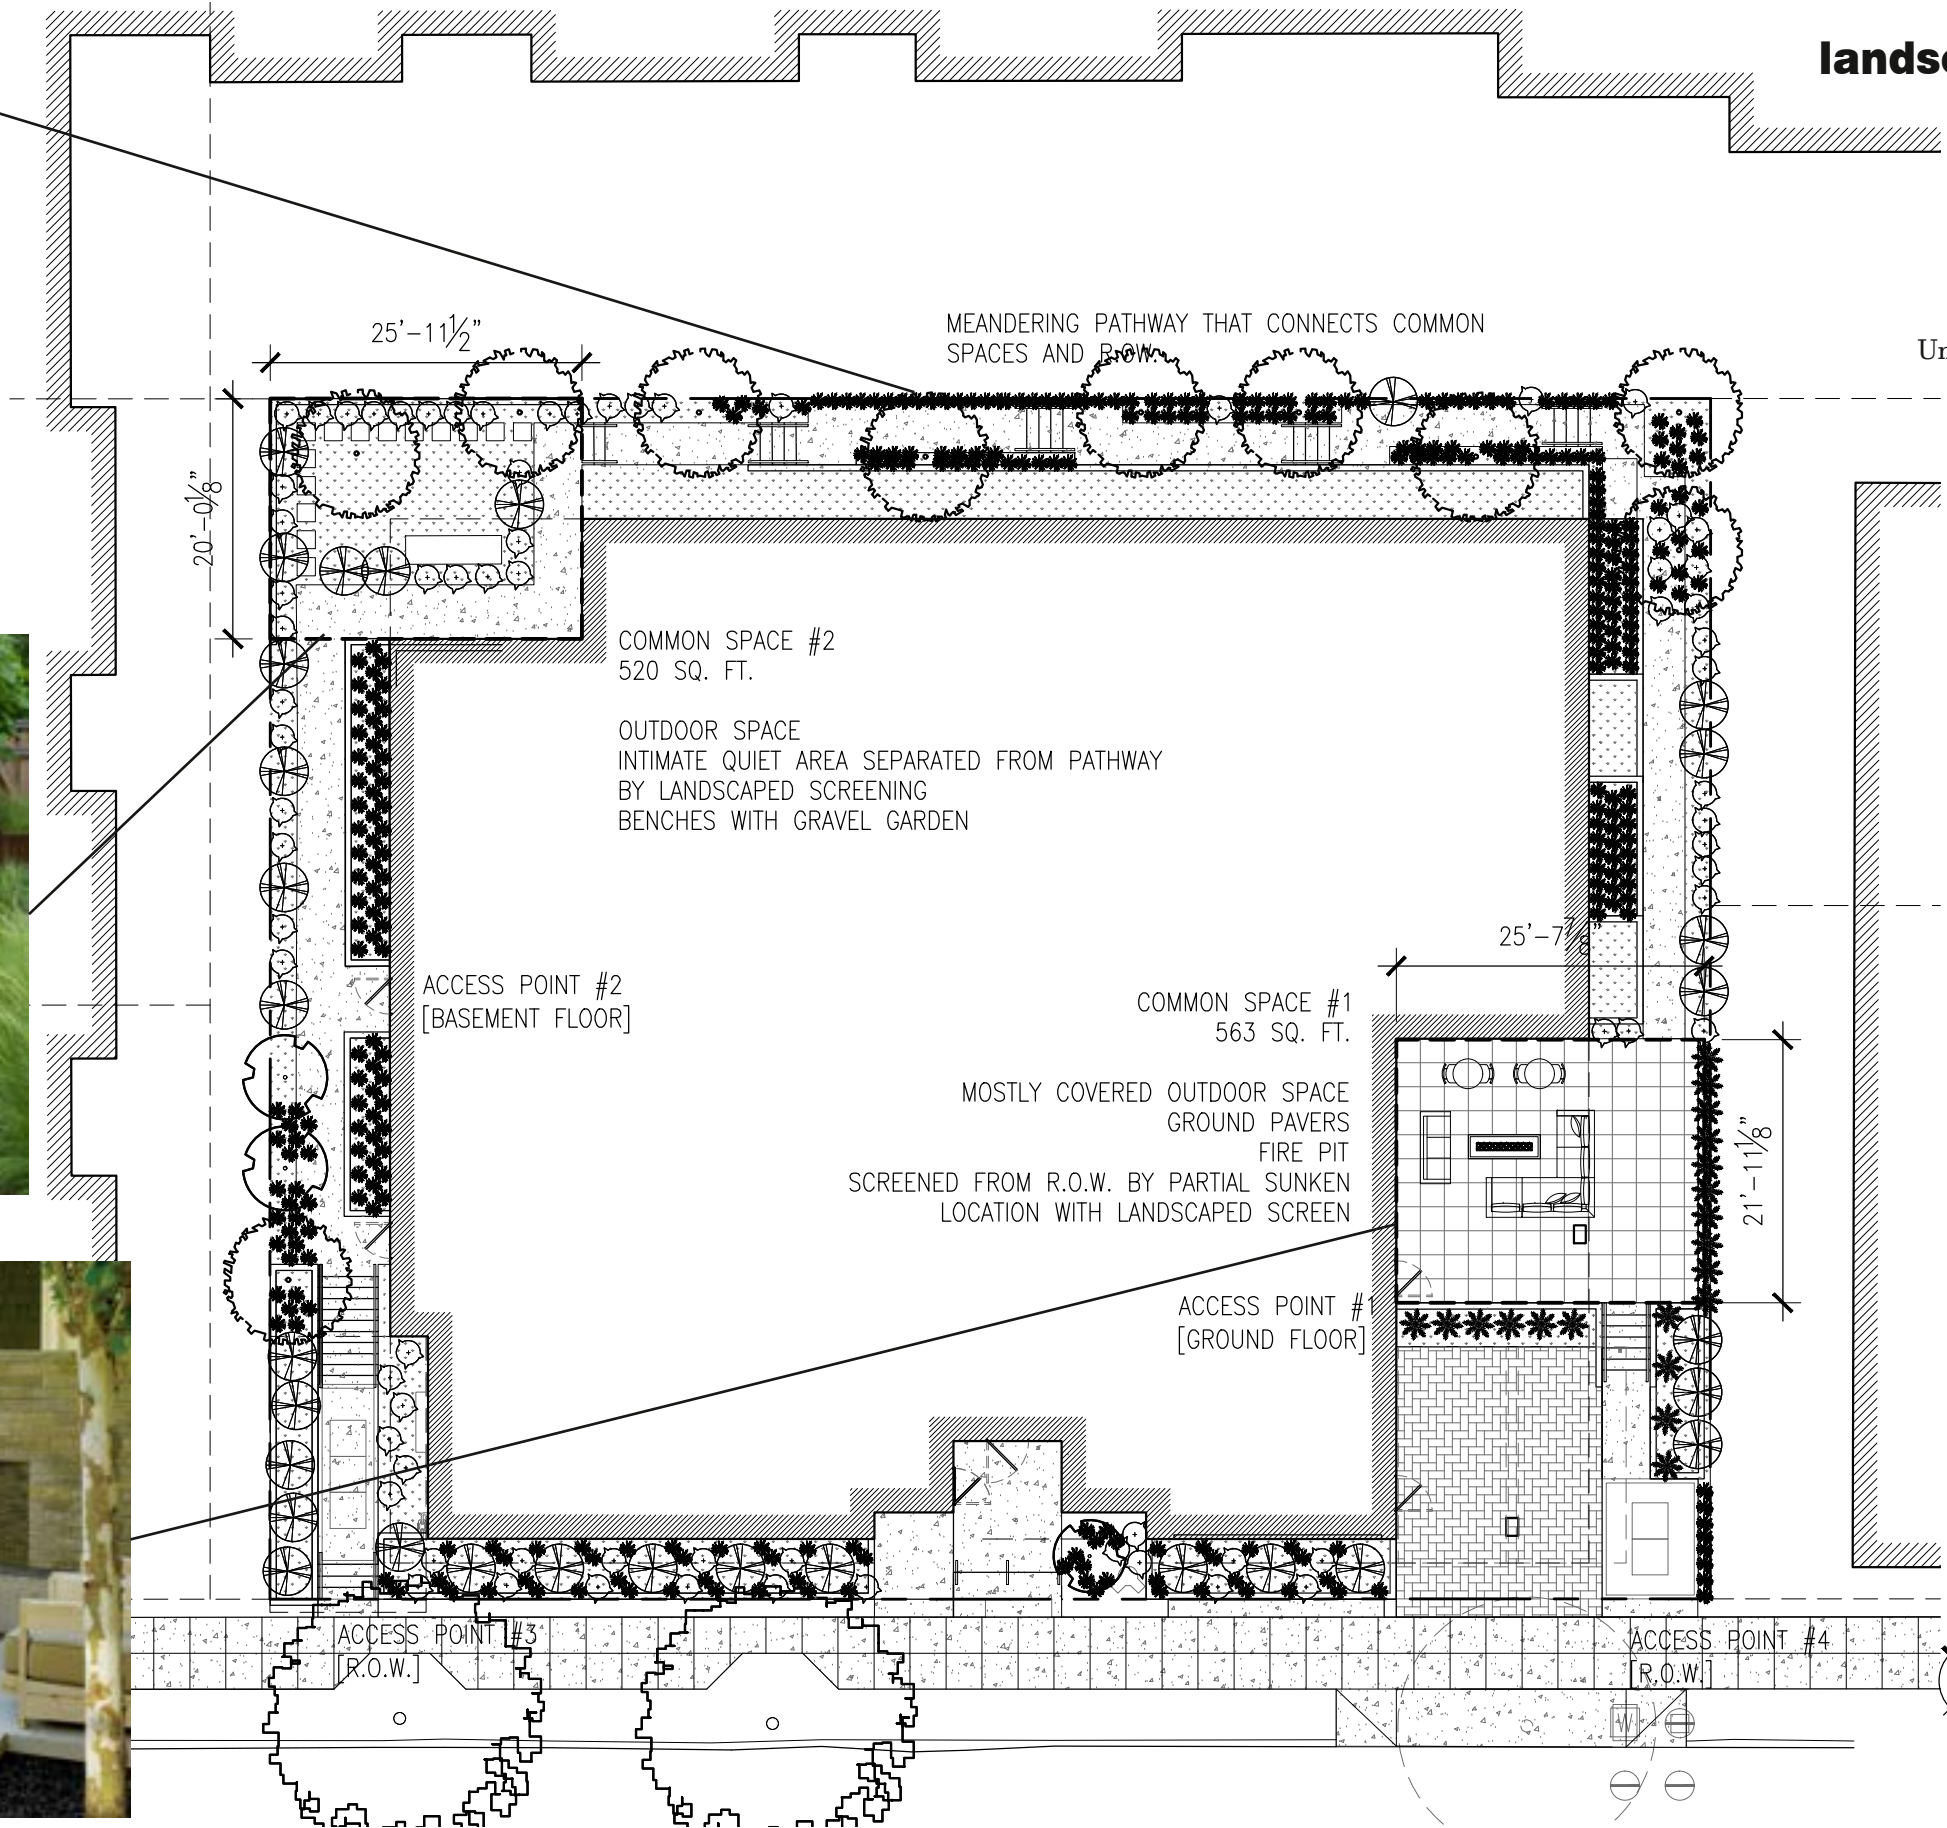 landsc
Ur
MEANDERING PATHWAY THAT CONNECTS COMMON
SPACES AND R.OW.
25'-11½"
20'-0⅛"
COMMON SPACE #2
520 SQ. FT.
OUTDOOR SPACE
INTIMATE QUIET AREA SEPARATED FROM PATHWAY
BY LANDSCAPED SCREENING
BENCHES WITH GRAVEL GARDEN
25'-7⅞"
ACCESS POINT #2
[BASEMENT FLOOR]
COMMON SPACE #1
563 SQ. FT.
MOSTLY COVERED OUTDOOR SPACE
GROUND PAVERS
FIRE PIT
SCREENED FROM R.O.W. BY PARTIAL SUNKEN
LOCATION WITH LANDSCAPED SCREEN
21'-11⅛"
ACCESS POINT #1
[GROUND FLOOR]
ACCESS POINT #3
[R.O.W.]
ACCESS POINT #4
[R.O.W.]
W